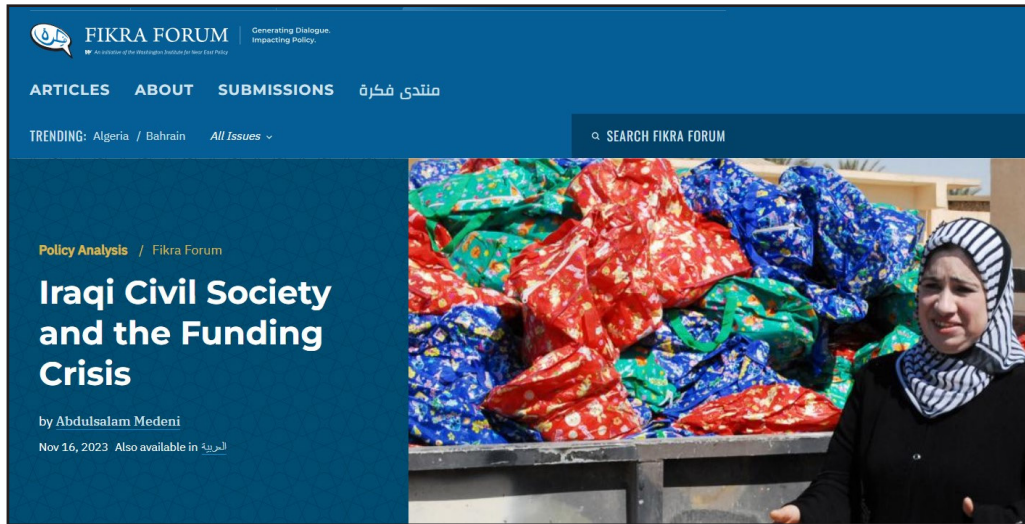 FIKRA FORUM
Generating Dialogue.
Impacting Policy.
An initiative of the Washington Institute for Near East Policy
ARTICLES ABOUT SUBMISSIONS منتدى فكرة
TRENDING: Algeria / Bahrain All Issues
SEARCH FIKRA FORUM
Policy Analysis / Fikra Forum
Iraqi Civil Society
and the Funding
Crisis
by Abdulsalam Medeni
Nov 16, 2023 Also available in العربية